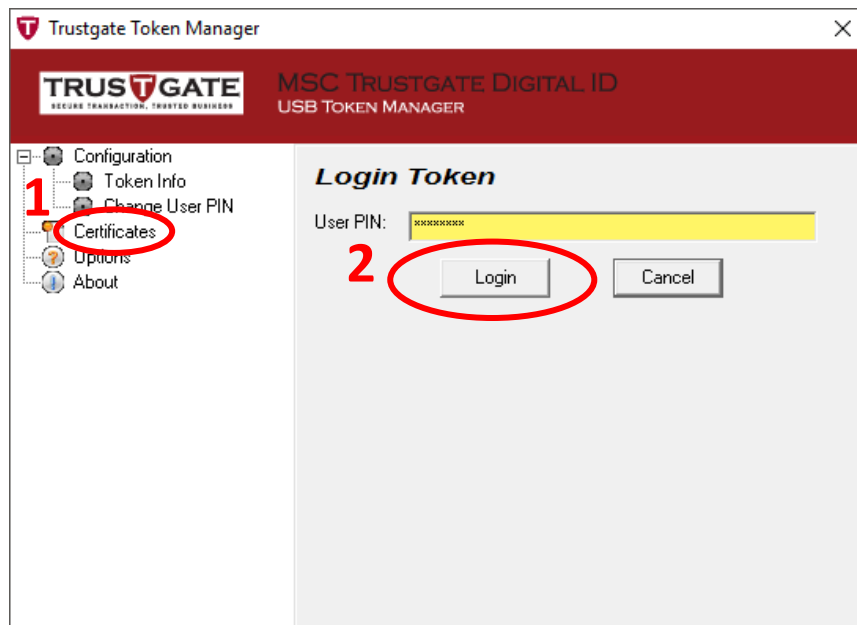 Trustgate Token Manager
TRUSTGATE
SECURE TRANSACTION, TRUSTED BUSINESS
MSC TRUSTGATE DIGITAL ID
USB TOKEN MANAGER
Configuration
Token Info
Change User PIN
1
Certificates
Options
About
Login Token
User PIN: ********
2
Login
Cancel